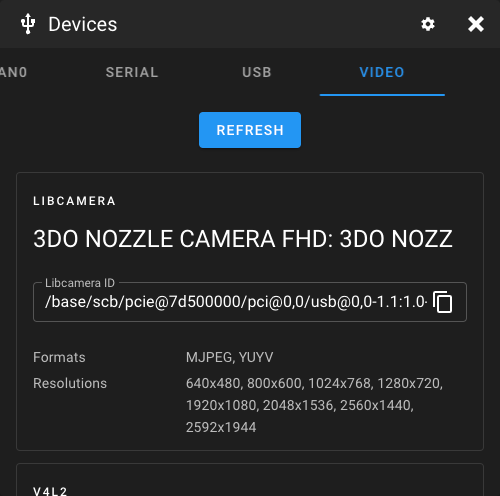 Devices
AN0 SERIAL USB VIDEO
REFRESH
LIBCAMERA
3DO NOZZLE CAMERA FHD: 3DO NOZZ
Libcamera ID
/base/scb/pcie@7d500000/pci@0,0/usb@0,0-1.1:1.0-
Formats MJPEG, YUYV
Resolutions 640x480, 800x600, 1024x768, 1280x720,
1920x1080, 2048x1536, 2560x1440,
2592x1944
V4L2